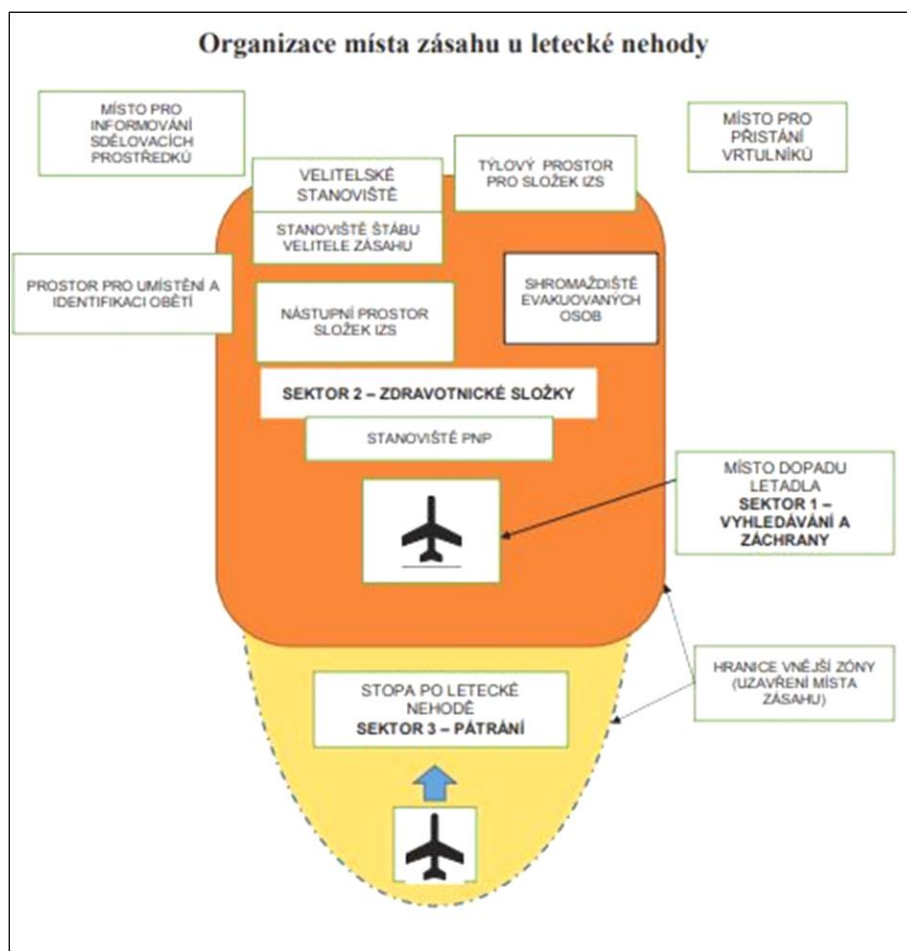 Organizace místa zásahu u letecké nehody
MÍSTO PRO
INFORMOVÁNÍ
SDĚLOVACÍCH
PROSTŘEDKŮ
MÍSTO PRO
PŘISTÁNÍ
VRTULNÍKŮ
VELITELSKÉ
STANOVIŠTĚ
TÝLOVÝ PROSTOR
PRO SLOŽEK IZS
STANOVIŠTĚ ŠTÁBU
VELITELE ZÁSAHU
PROSTOR PRO UMÍSTĚNÍ A
IDENTIFIKACI OBĚTÍ
SHROMAŽDIŠTĚ
EVAKUOVANÝCH
OSOB
NÁSTUPNÍ PROSTOR
SLOŽEK IZS
SEKTOR 2 – ZDRAVOTNICKÉ SLOŽKY
STANOVIŠTĚ PNP
MÍSTO DOPADU
LETADLA
SEKTOR 1 –
VYHLEDÁVÁNÍ A
ZÁCHRANY
HRANICE VNĚJŠÍ ZÓNY
(UZAVŘENÍ MÍSTA
ZÁSAHU)
STOPA PO LETECKÉ
NEHODĚ
SEKTOR 3 – PÁTRÁNÍ